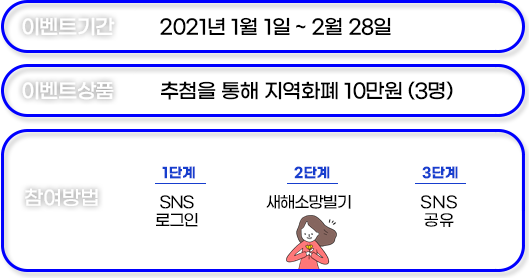 이벤트기간 2021년 1월 1일 ~ 2월 28일
이벤트상품 추첨을 통해 지역화폐 10만원 (3명)
참여방법
1단계 2단계 3단계
SNS 새해소망빌기 SNS
로그인 공유